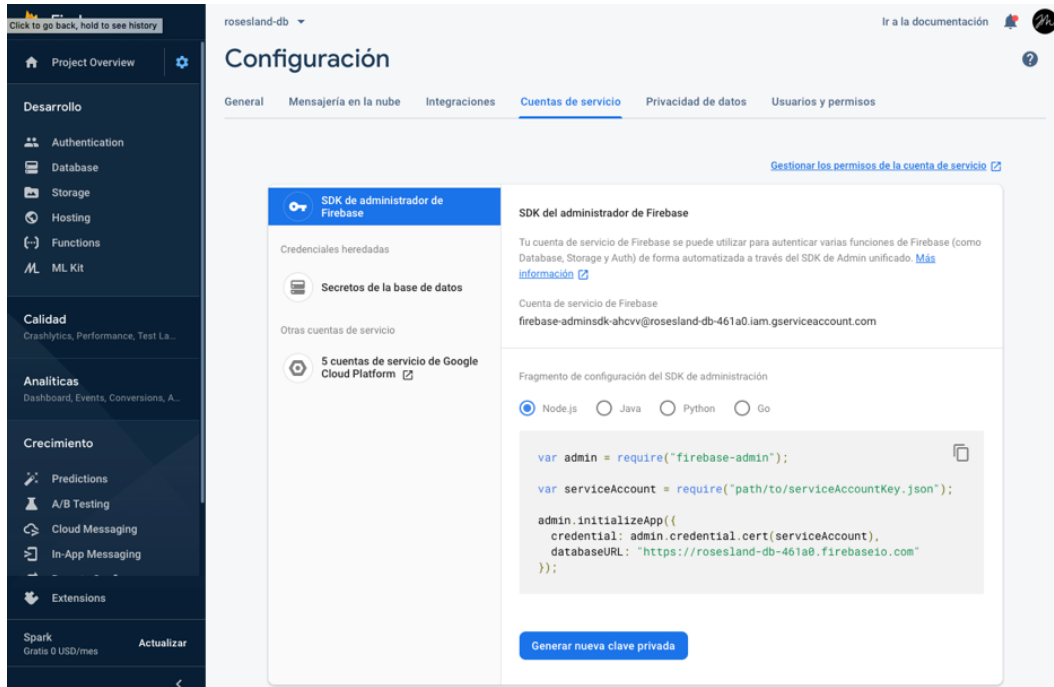 Click to go back, hold to see history
Project Overview
Desarrollo
Authentication
Database
Storage
Hosting
Functions
ML Kit
Calidad
Crashlytics, Performance, Test La...
Analíticas
Dashboard, Events, Conversions, A...
Crecimiento
Predictions
A/B Testing
Cloud Messaging
In-App Messaging
Extensions
Spark
Gratis 0 USD/mes
Actualizar
rosesland-db
Ir a la documentación
Configuración
General
Mensajería en la nube
Integraciones
Cuentas de servicio
Privacidad de datos
Usuarios y permisos
Gestionar los permisos de la cuenta de servicio
SDK de administrador de
Firebase
Credenciales heredadas
Secretos de la base de datos
Otras cuentas de servicio
5 cuentas de servicio de Google
Cloud Platform
SDK del administrador de Firebase
Tu cuenta de servicio de Firebase se puede utilizar para autenticar varias funciones de Firebase (como
Database, Storage y Auth) de forma automatizada a través del SDK de Admin unificado. Más
información
Cuenta de servicio de Firebase
firebase-adminsdk-ahcvv@rosesland-db-461a0.iam.gserviceaccount.com
Fragmento de configuración del SDK de administración
Node.js
Java
Python
Go
var admin = require("firebase-admin");
var serviceAccount = require("path/to/serviceAccountKey.json");
admin.initializeApp({
credential: admin.credential.cert(serviceAccount),
databaseURL: "https://rosesland-db-461a0.firebaseio.com"
});
Generar nueva clave privada